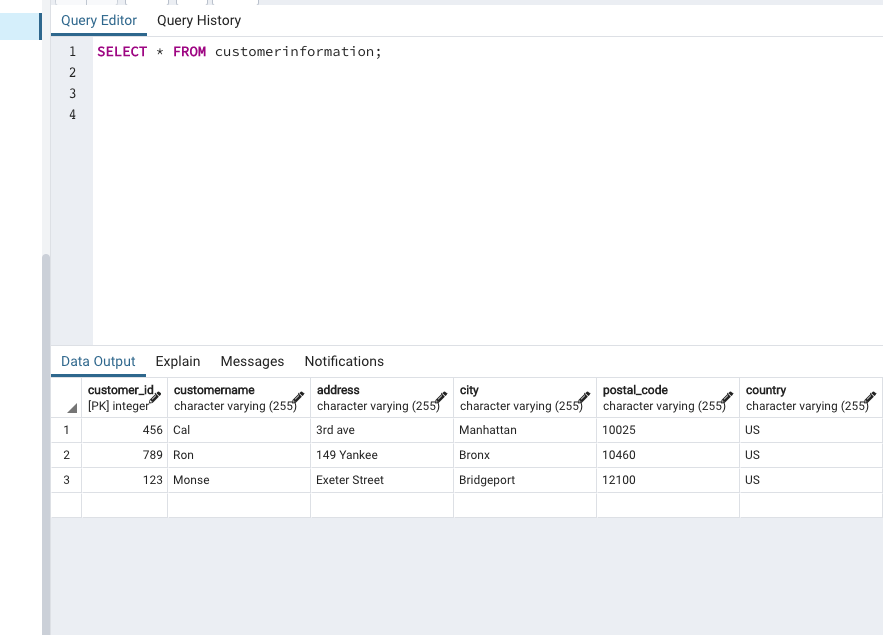 Query Editor Query History
1 SELECT * FROM customerinformation;
2
3
4
Data Output Explain Messages Notifications
customer_id customername address city postal_code country
[PK] integer character varying (255) character varying (255) character varying (255) character varying (255) character varying (255)
1 456 Cal 3rd ave Manhattan 10025 US
2 789 Ron 149 Yankee Bronx 10460 US
3 123 Monse Exeter Street Bridgeport 12100 US